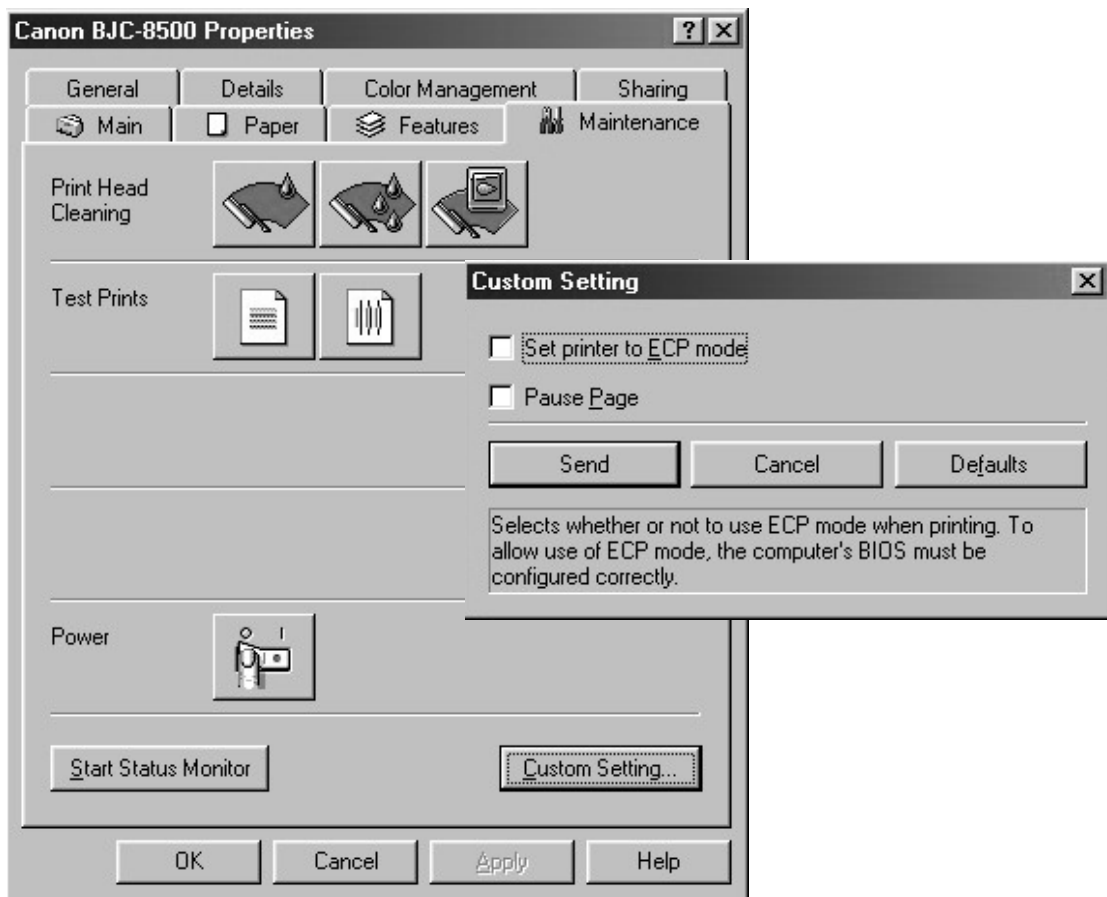 Canon BJC-8500 Properties
General Details Color Management Sharing
Main Paper Features Maintenance
Print Head
Cleaning
Test Prints
Power
Start Status Monitor
Custom Setting...
OK Cancel Apply Help
Custom Setting
Set printer to ECP mode
Pause Page
Send Cancel Defaults
Selects whether or not to use ECP mode when printing. To
allow use of ECP mode, the computer's BIOS must be
configured correctly.